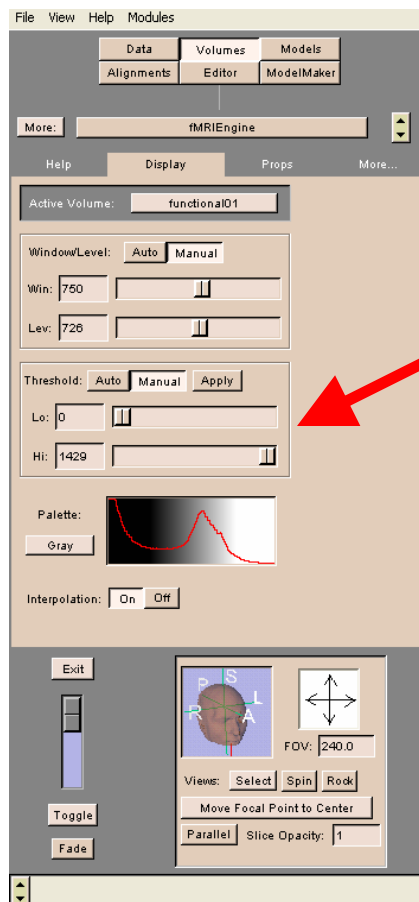 File View Help Modules
Data Volumes Models
Alignments Editor ModelMaker
More: fMRIEngine
Help Display Props More...
Active Volume: functional01
Window/Level: Auto Manual
Win: 750
Lev: 726
Threshold: Auto Manual Apply
Lo: 0
Hi: 1429
Palette:
Gray
Interpolation: On Off
Exit
P S
R L
A
FOV: 240.0
Views: Select Spin Rock
Toggle
Move Focal Point to Center
Fade
Parallel Slice Opacity: 1